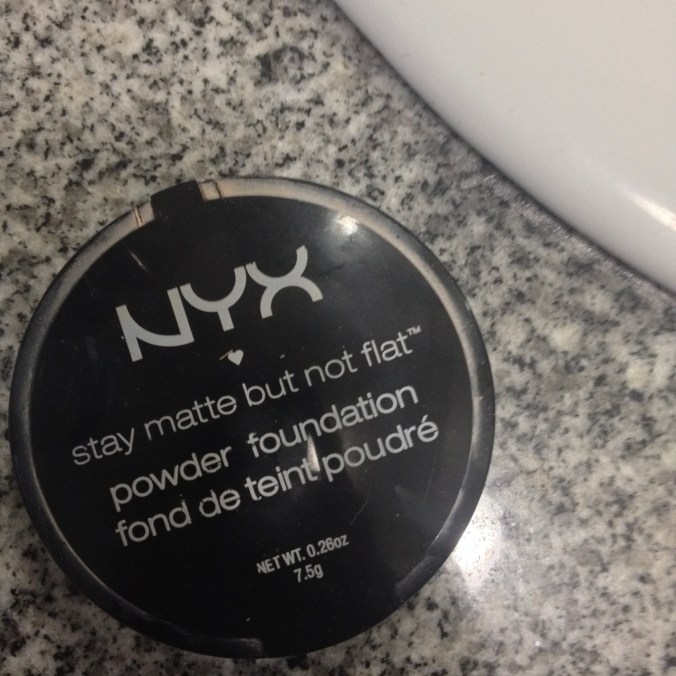 NYX
stay matte but not flat™
powder foundation
fond de teint poudré
NET WT. 0.26oz
7.5g